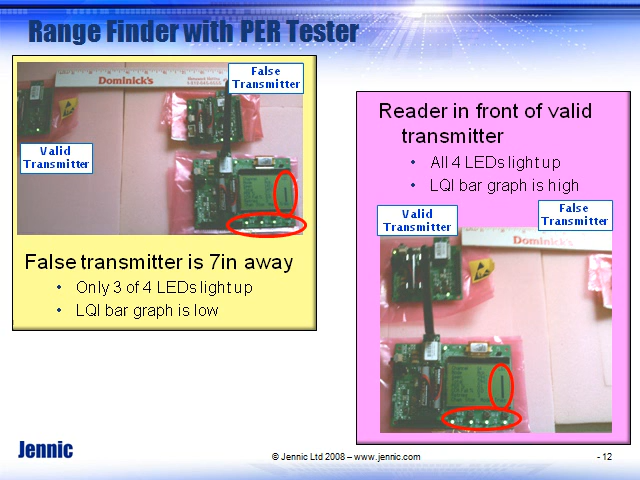 Range Finder with PER Tester
Dominick's
False
Transmitter
Valid
Transmitter
False transmitter is 7in away
• Only 3 of 4 LEDs light up
• LQI bar graph is low
Reader in front of valid
transmitter
• All 4 LEDs light up
• LQI bar graph is high
Valid
Transmitter
False
Transmitter
Dominick's
Jennic
© Jennic Ltd 2008 – www.jennic.com
- 12